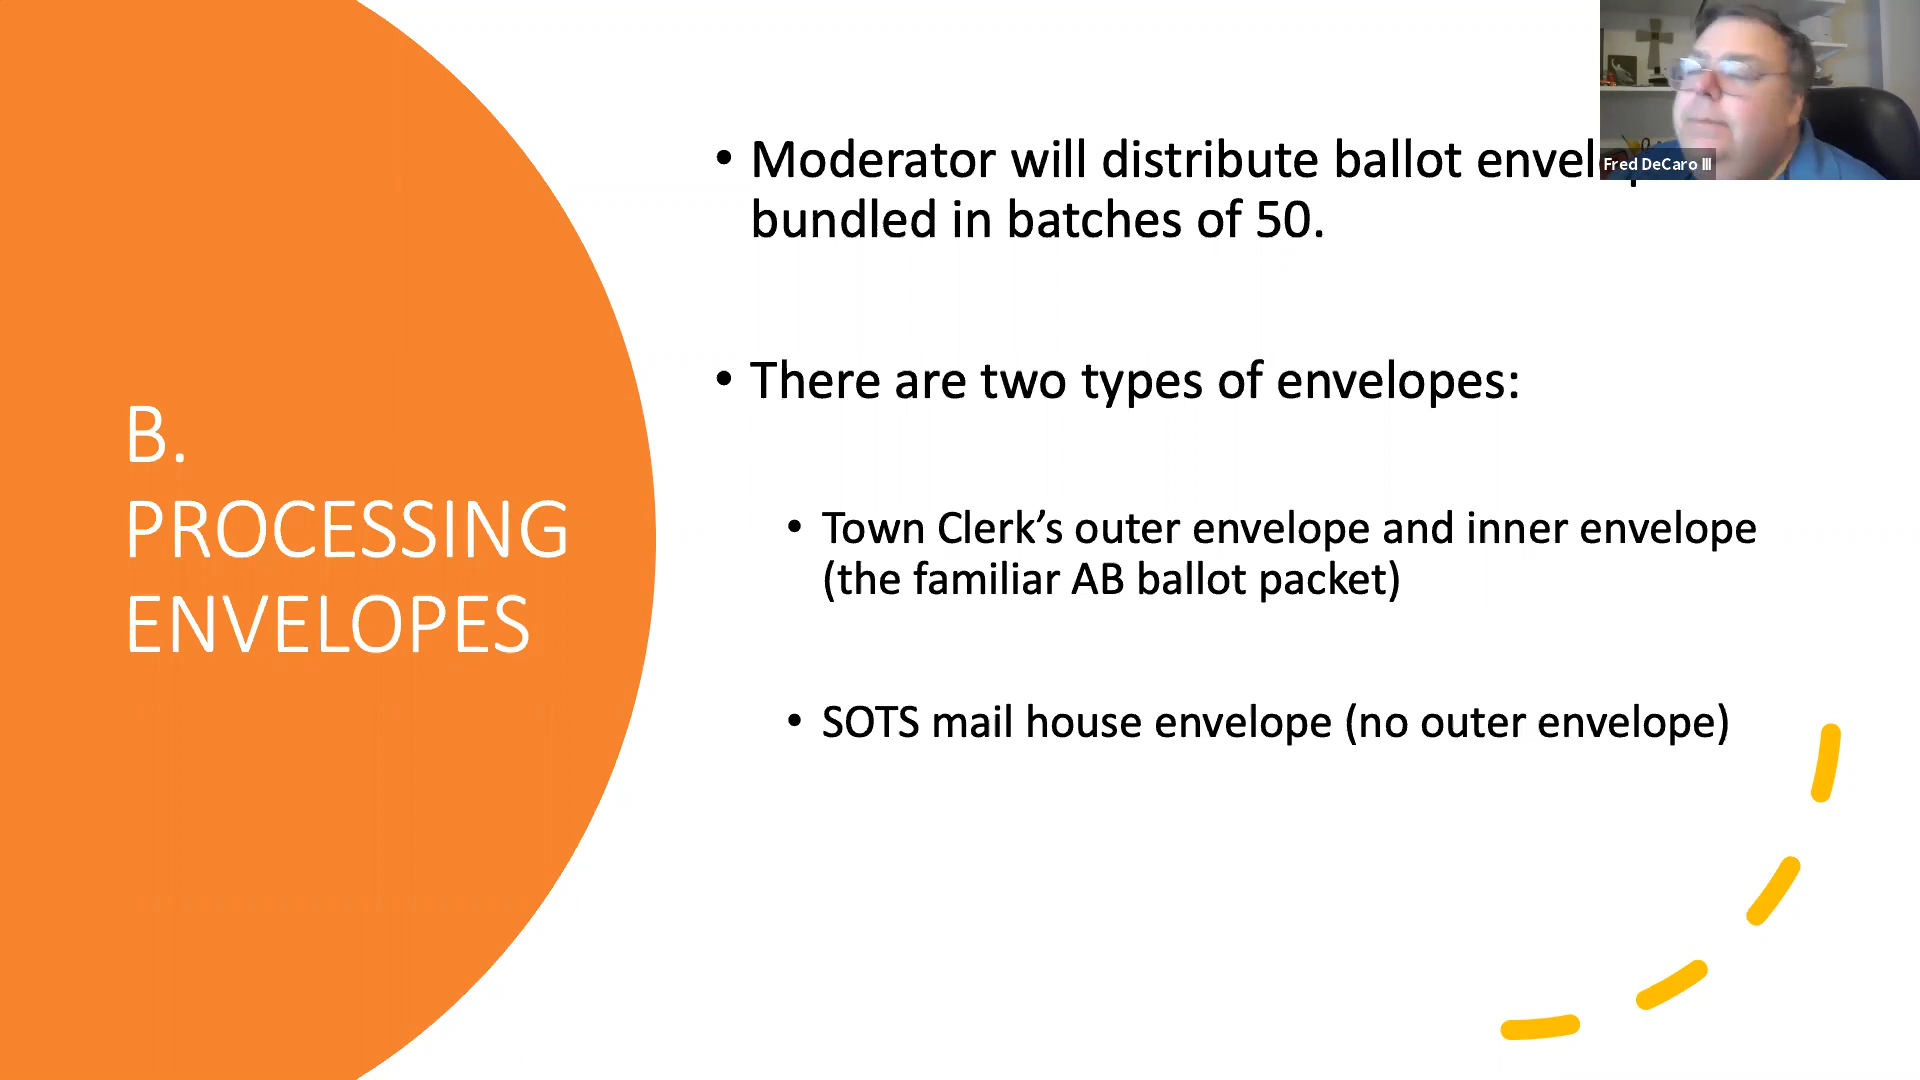 B.
PROCESSING
ENVELOPES
• Moderator will distribute ballot
bundled in batches of 50.
• There are two types of envelopes:
• Town Clerk’s outer envelope and inner envelope
(the familiar AB ballot packet)
• SOTS mail house envelope (no outer envelope)
Fred DeCaro III